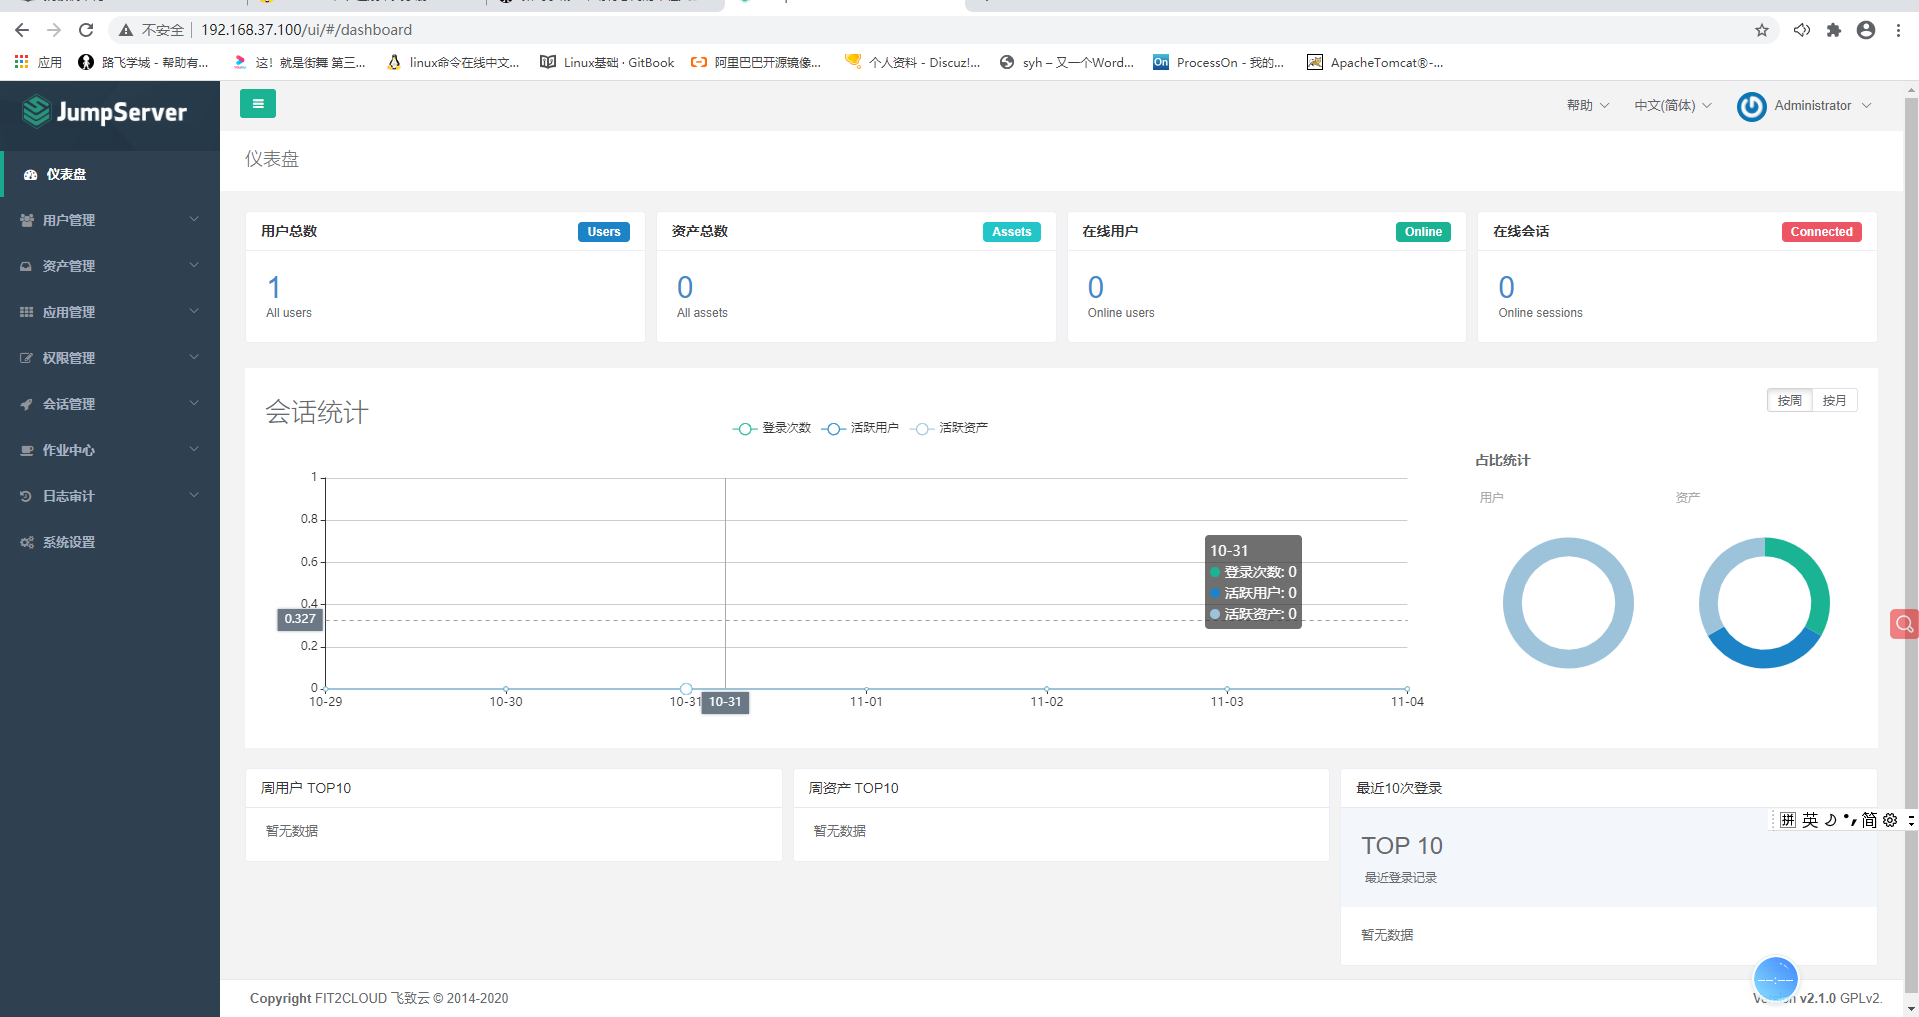 不安全 192.168.37.100/ui/#/dashboard
应用 路飞学城 - 帮助有... 这！就是街舞 第三... linux命令在线中文... Linux基础 · GitBook 阿里巴巴开源镜像... 个人资料 - Discuz!... syh – 又一个Word... On ProcessOn - 我的... ApacheTomcat®-...
JumpServer
帮助 中文(简体) Administrator
仪表盘
用户管理
资产管理
应用管理
权限管理
会话管理
作业中心
日志审计
系统设置
仪表盘
用户总数 Users
1
All users
资产总数 Assets
0
All assets
在线用户 Online
0
Online users
在线会话 Connected
0
Online sessions
会话统计
按周 按月
登录次数 活跃用户 活跃资产
1
0.8
0.6
0.4
0.327
0.2
0
10-29 10-30 10-31 10-31 11-01 11-02 11-03 11-04
10-31
登录次数: 0
活跃用户: 0
活跃资产: 0
占比统计
用户 资产
周用户 TOP10
暂无数据
周资产 TOP10
暂无数据
最近10次登录
TOP 10
最近登录记录
暂无数据
拼 英 简
Copyright FIT2CLOUD 飞致云 © 2014-2020
v2.1.0 GPLv2.